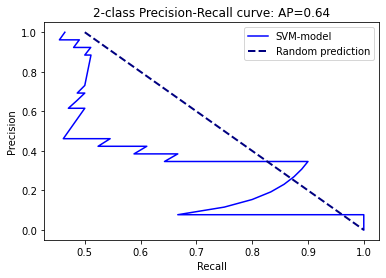 2-class Precision-Recall curve: AP=0.64
SVM-model
Random prediction
Precision
1.0
0.8
0.6
0.4
0.2
0.0
0.5 0.6 0.7 0.8 0.9 1.0
Recall